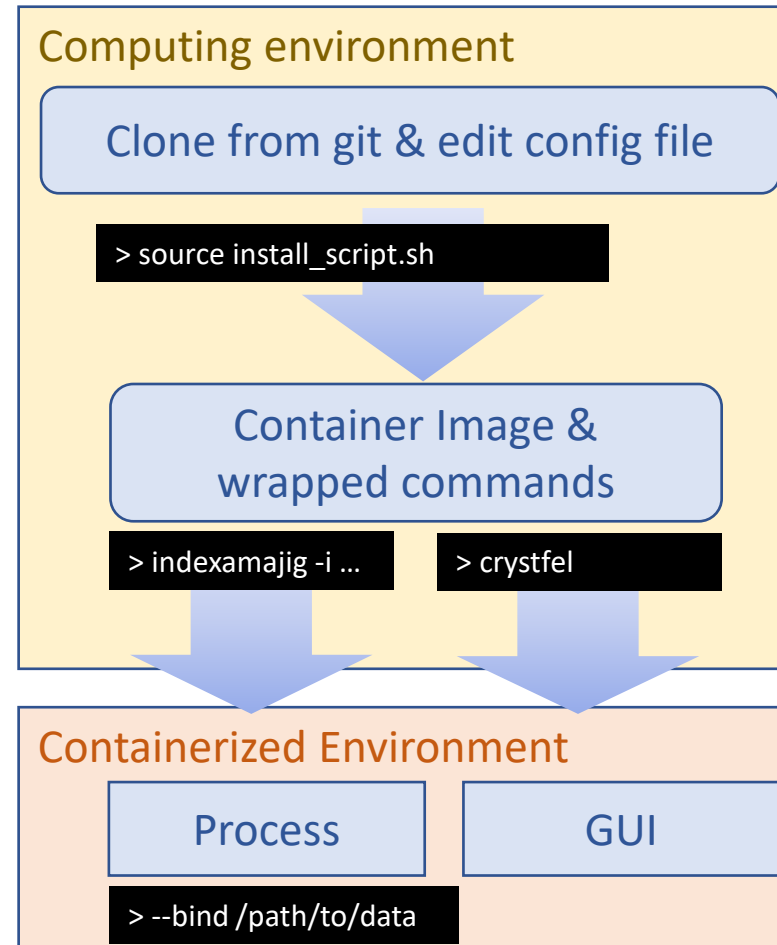 Computing environment
Clone from git & edit config file
> source install_script.sh
Container Image &
wrapped commands
> indexamajig -i …
> crystfel
Containerized Environment
Process
GUI
> --bind /path/to/data